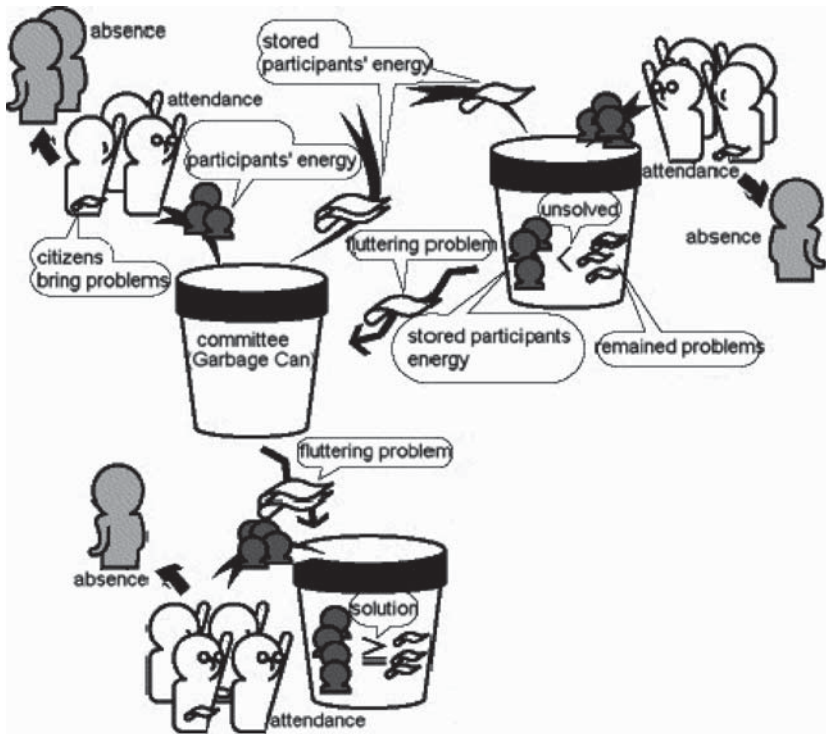 absence
attendance
stored
participants' energy
participants' energy
citizens
bring problems
committee
(Garbage Can)
fluttering problem
unsolved
<
attendance
absence
stored participants
energy
remained problems
fluttering problem
absence
solution
≧
attendance